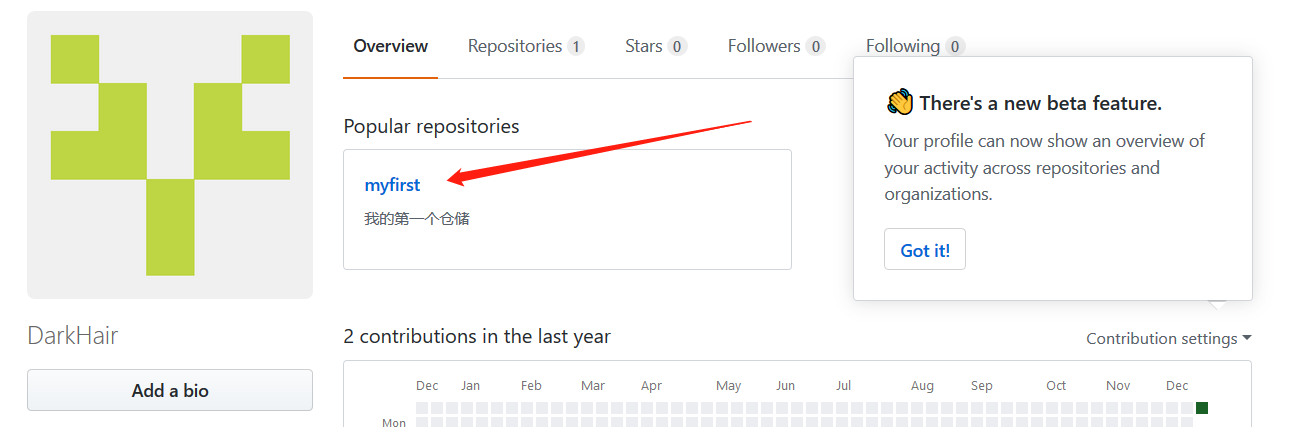 Overview Repositories 1 Stars 0 Followers 0 Following 0
Popular repositories
myfirst
我的第一个仓储
👋 There's a new beta feature.
Your profile can now show an overview of
your activity across repositories and
organizations.
Got it!
DarkHair
Add a bio
2 contributions in the last year
Contribution settings
Dec Jan Feb Mar Apr May Jun Jul Aug Sep Oct Nov Dec
Mon